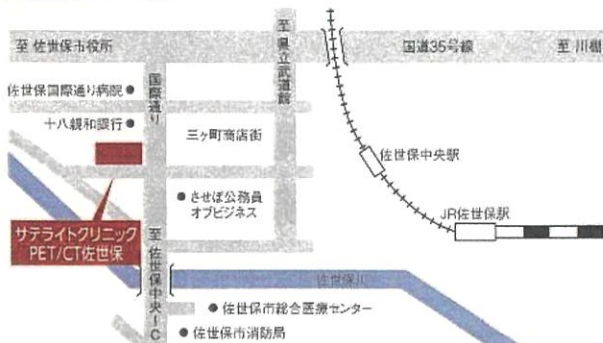 至 佐世保市役所
至 県立武道館
国道35号線
至 川棚
佐世保国際通り病院
国際通り
十八親和銀行
三ヶ町商店街
佐世保中央駅
させぼ公務員
オブビジネス
JR佐世保駅
サテライトクリニック
PET/CT佐世保
至 佐世保中央IC
佐世保川
佐世保市総合医療センター
佐世保市消防局